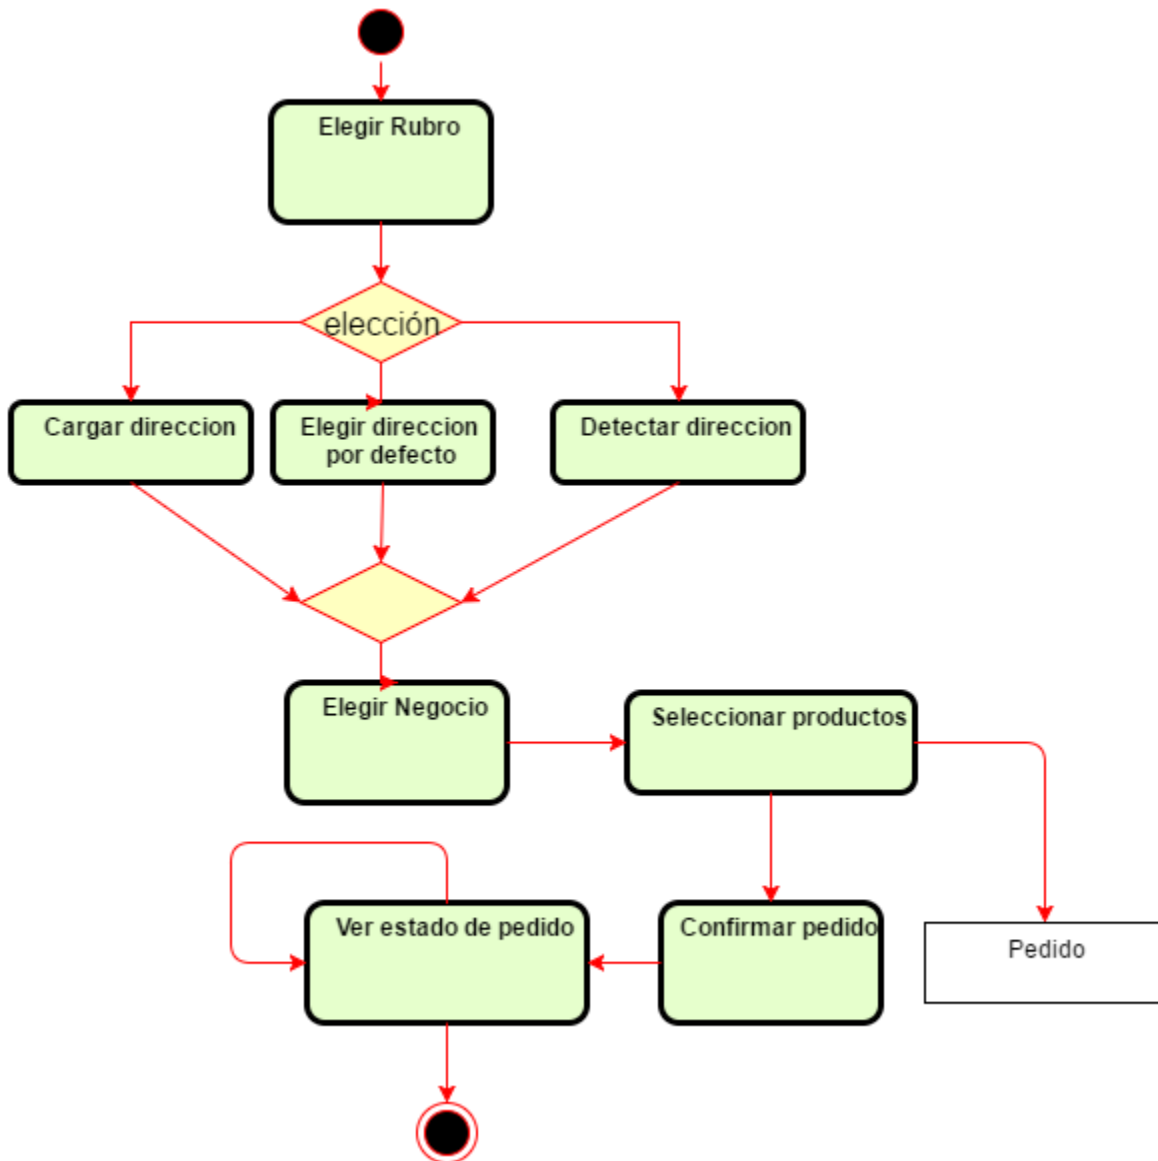 Elegir Rubro
elección
Cargar direccion
Elegir direccion
por defecto
Detectar direccion
Elegir Negocio
Seleccionar productos
Ver estado de pedido
Confirmar pedido
Pedido